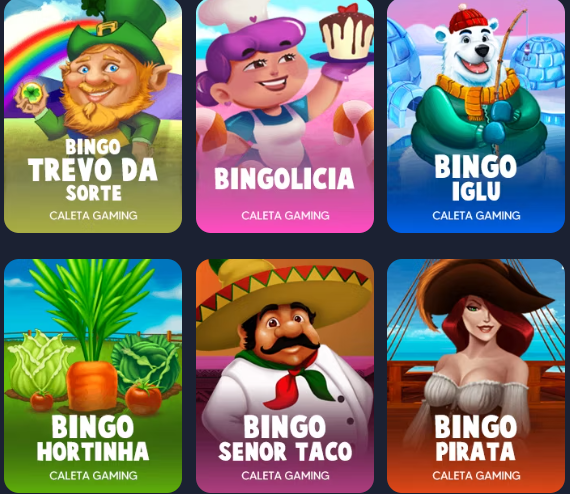 BINGO
TREVO DA
SORTE
CALETA GAMING
BINGOLICIA
CALETA GAMING
BINGO
IGLU
CALETA GAMING
BINGO
HORTINHA
CALETA GAMING
BINGO
SENOR TACO
CALETA GAMING
BINGO
PIRATA
CALETA GAMING